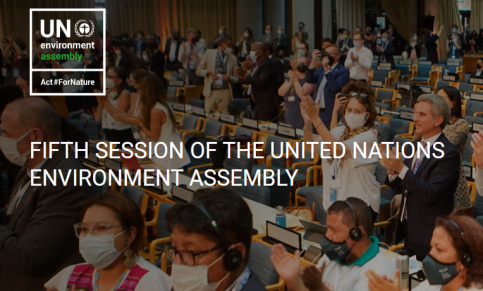 UN
environment
assembly
Act #ForNature
FIFTH SESSION OF THE UNITED NATIONS
ENVIRONMENT ASSEMBLY